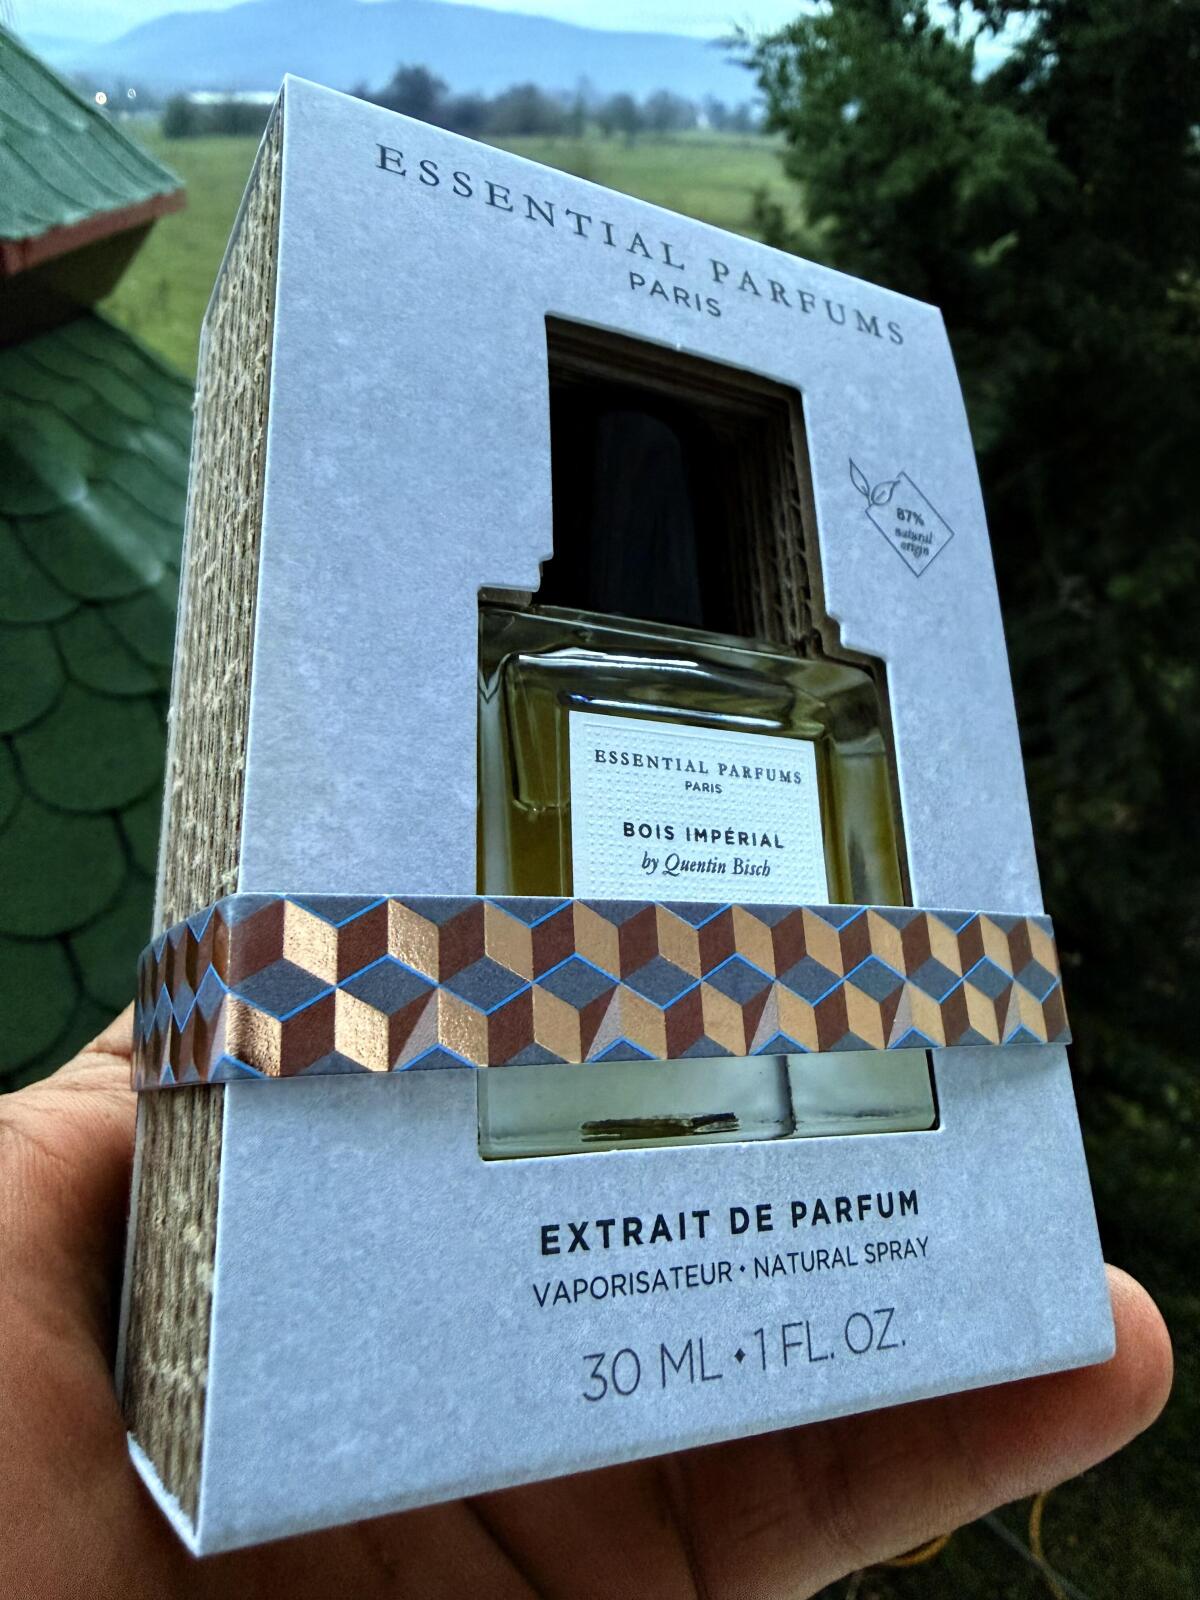 ESSENTIAL PARFUMS
PARIS
87%
natural
origin
ESSENTIAL PARFUMS
PARIS
BOIS IMPÉRIAL
by Quentin Bisch
EXTRAIT DE PARFUM
VAPORISATEUR • NATURAL SPRAY
30 ML • 1 FL. OZ.